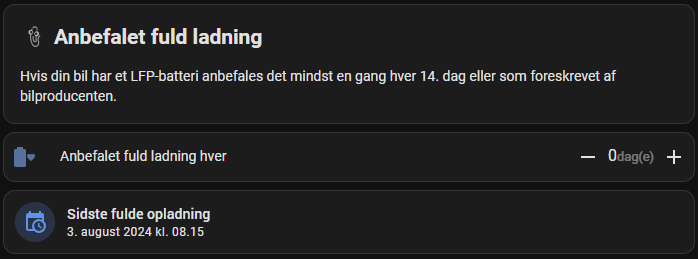 Anbefalet fuld ladning
Hvis din bil har et LFP-batteri anbefales det mindst en gang hver 14. dag eller som foreskrevet af
bilproducenten.
Anbefalet fuld ladning hver
0dag(e)
Sidste fulde opladning
3. august 2024 kl. 08.15